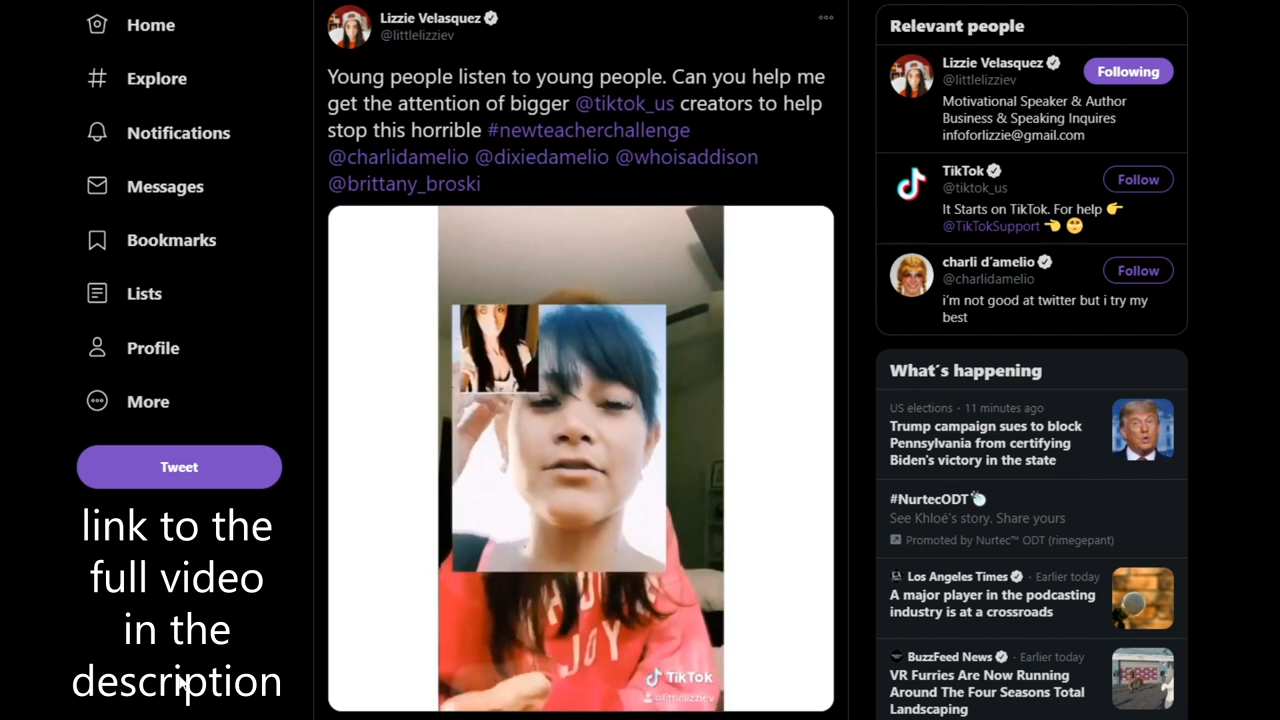 Home
Explore
Notifications
Messages
Bookmarks
Lists
Profile
More
Tweet
link to the
full video
in the
description
Lizzie Velasquez
@littlelizziev
Young people listen to young people. Can you help me
get the attention of bigger @tiktok_us creators to help
stop this horrible #newteacherchallenge
@charlidamelio @dixiedamelio @whoisaddison
@brittany_broski
JOY
TikTok
@littlelizziev
Relevant people
Lizzie Velasquez
@littlelizziev
Following
Motivational Speaker & Author
Business & Speaking Inquires
infoforlizzie@gmail.com
TikTok
@tiktok_us
Follow
It Starts on TikTok. For help 👉
@TikTokSupport 👈 🥺
charli d'amelio
@charlidamelio
Follow
i'm not good at twitter but i try my
best
What's happening
US elections · 11 minutes ago
Trump campaign sues to block
Pennsylvania from certifying
Biden's victory in the state
#NurtecODT
See Khloé's story. Share yours
Promoted by Nurtec™ ODT (rimegepant)
Los Angeles Times · Earlier today
A major player in the podcasting
industry is at a crossroads
BuzzFeed News · Earlier today
VR Furries Are Now Running
Around The Four Seasons Total
Landscaping